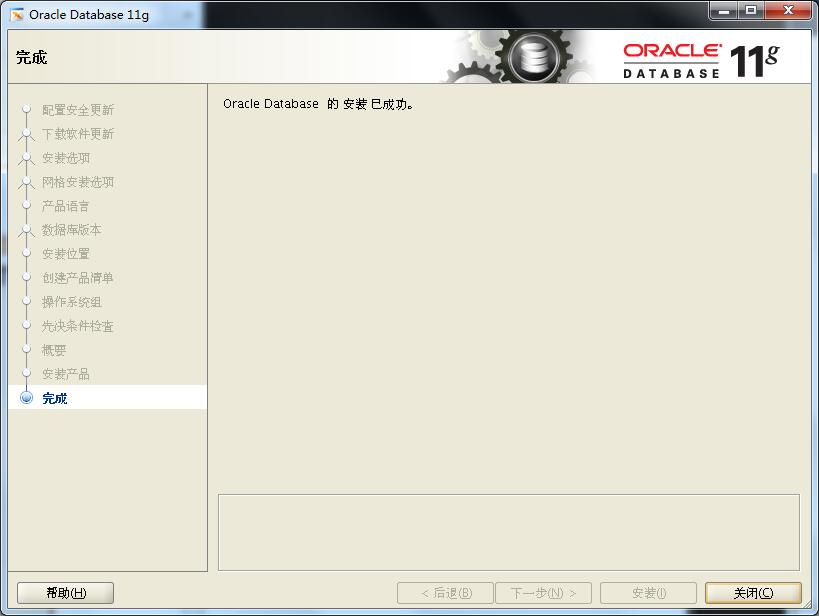 Oracle Database 11g
完成
ORACLE
DATABASE
11g
配置安全更新
下载软件更新
安装选项
网格安装选项
产品语言
数据库版本
安装位置
创建产品清单
操作系统组
先决条件检查
概要
安装产品
完成
Oracle Database 的 安装 已成功。
帮助(H)
< 后退(B)
下一步(N) >
安装(I)
关闭(C)